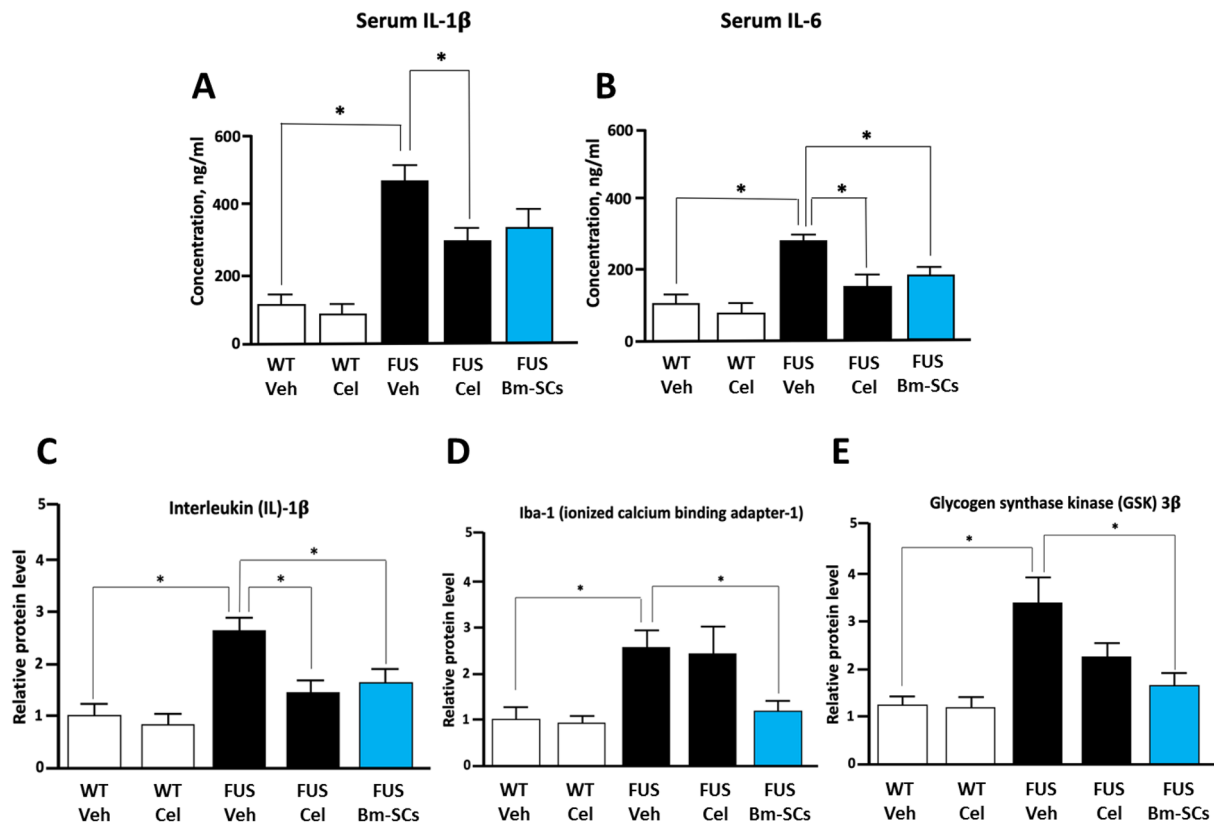 Serum IL-1β
Serum IL-6
A
*
*
Concentration, ng/ml
600
400
200
0
WT Veh
WT Cel
FUS Veh
FUS Cel
FUS Bm-SCs
B
*
*
*
Concentration, ng/ml
600
400
200
0
WT Veh
WT Cel
FUS Veh
FUS Cel
FUS Bm-SCs
C
Interleukin (IL)-1β
*
*
*
Relative protein level
5
4
3
2
1
0
WT Veh
WT Cel
FUS Veh
FUS Cel
FUS Bm-SCs
D
Iba-1 (ionized calcium binding adapter-1)
*
*
Relative protein level
5
4
3
2
1
0
WT Veh
WT Cel
FUS Veh
FUS Cel
FUS Bm-SCs
E
Glycogen synthase kinase (GSK) 3β
*
*
Relative protein level
5
4
5
2
1
0
WT Veh
WT Cel
FUS Veh
FUS Cel
FUS Bm-SCs